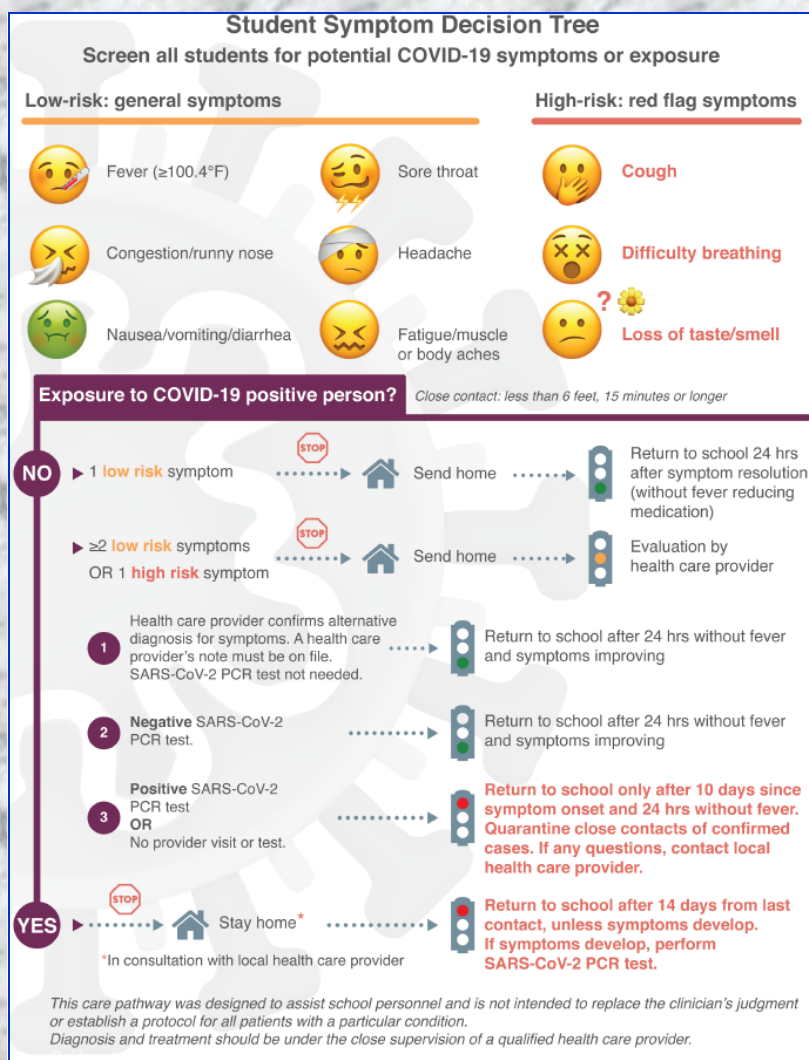 Student Symptom Decision Tree
Screen all students for potential COVID-19 symptoms or exposure
Low-risk: general symptoms
High-risk: red flag symptoms
Fever (≥100.4°F)
Sore throat
Cough
Congestion/runny nose
Headache
Difficulty breathing
Nausea/vomiting/diarrhea
Fatigue/muscle
or body aches
?
Loss of taste/smell
Exposure to COVID-19 positive person?
Close contact: less than 6 feet, 15 minutes or longer
NO
1 low risk symptom
STOP
Send home
Return to school 24 hrs
after symptom resolution
(without fever reducing
medication)
≥2 low risk symptoms
OR 1 high risk symptom
STOP
Send home
Evaluation by
health care provider
1
Health care provider confirms alternative
diagnosis for symptoms. A health care
provider's note must be on file.
SARS-CoV-2 PCR test not needed.
Return to school after 24 hrs without fever
and symptoms improving
2
Negative SARS-CoV-2
PCR test.
Return to school after 24 hrs without fever
and symptoms improving
3
Positive SARS-CoV-2
PCR test
OR
No provider visit or test.
Return to school only after 10 days since
symptom onset and 24 hrs without fever.
Quarantine close contacts of confirmed
cases. If any questions, contact local
health care provider.
YES
STOP
Stay home*
*In consultation with local health care provider
Return to school after 14 days from last
contact, unless symptoms develop.
If symptoms develop, perform
SARS-CoV-2 PCR test.
This care pathway was designed to assist school personnel and is not intended to replace the clinician's judgment
or establish a protocol for all patients with a particular condition.
Diagnosis and treatment should be under the close supervision of a qualified health care provider.